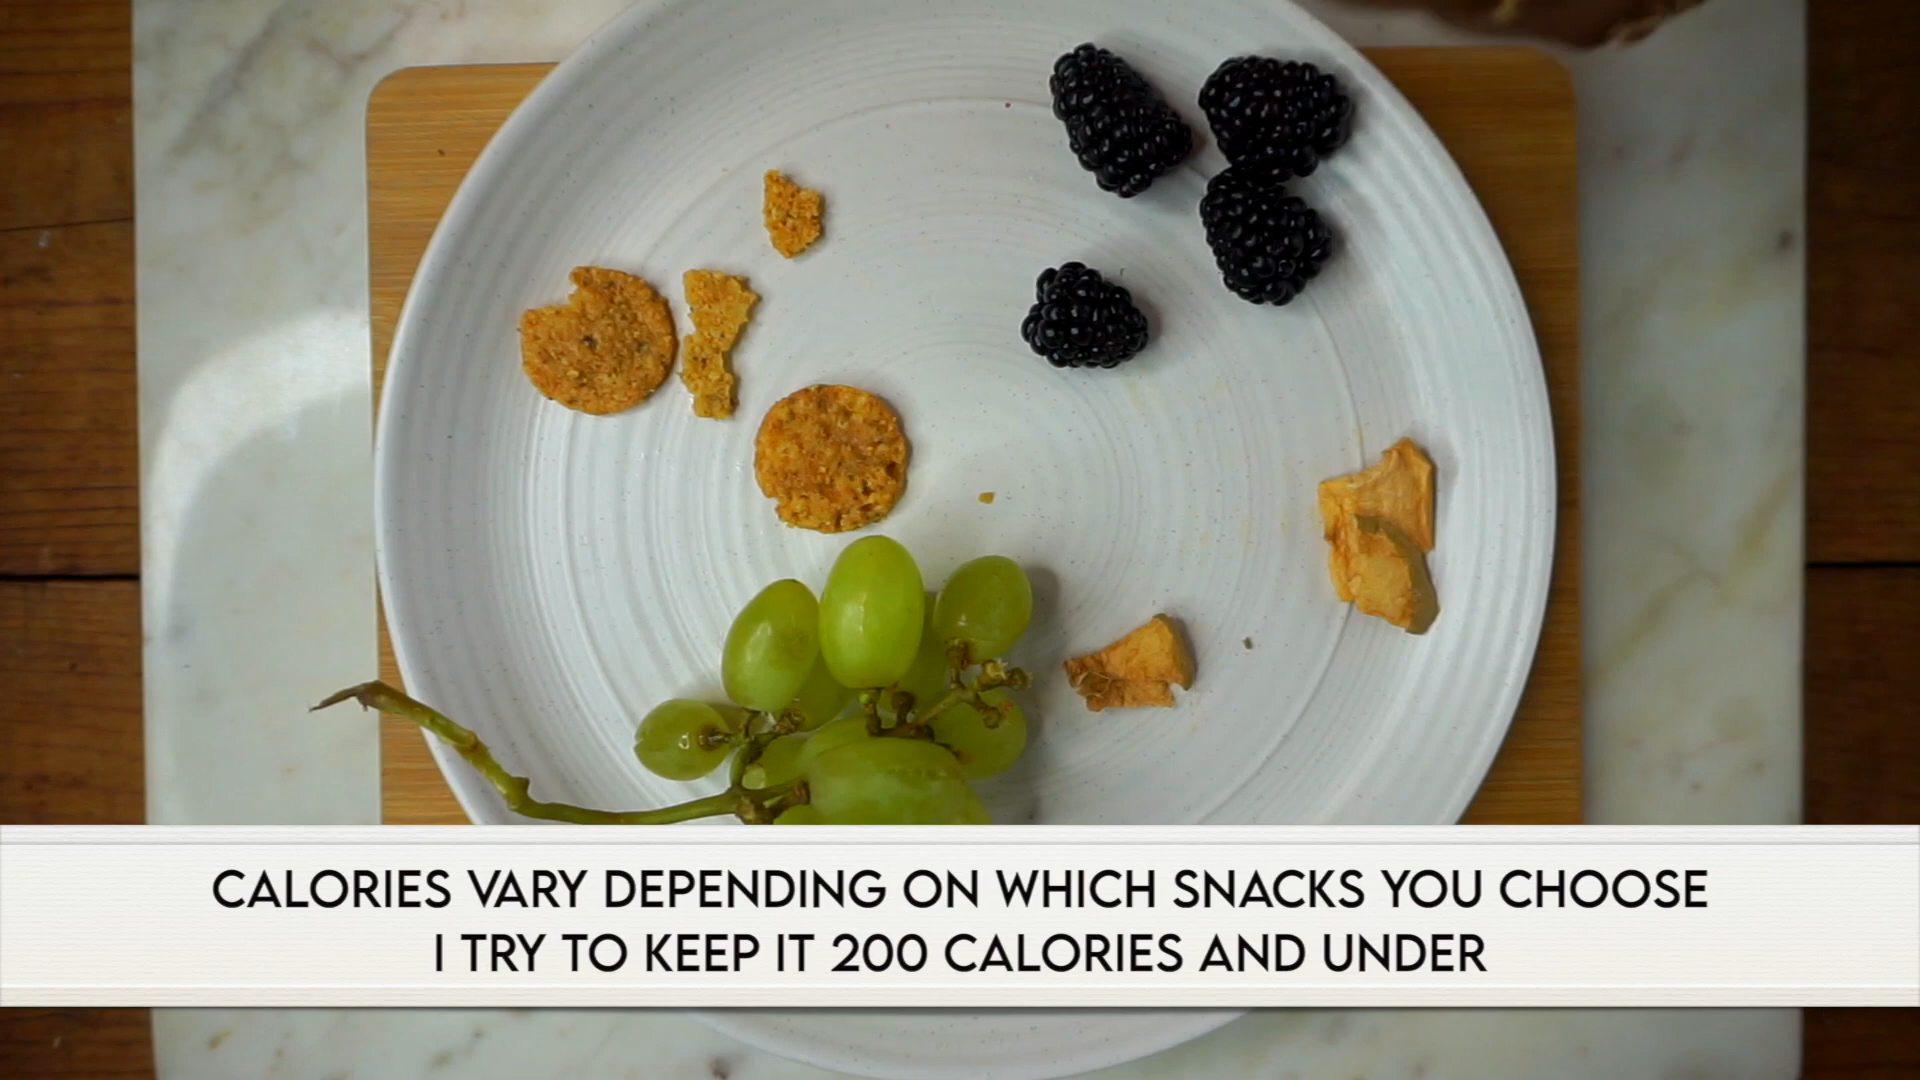 CALORIES VARY DEPENDING ON WHICH SNACKS YOU CHOOSE
I TRY TO KEEP IT 200 CALORIES AND UNDER